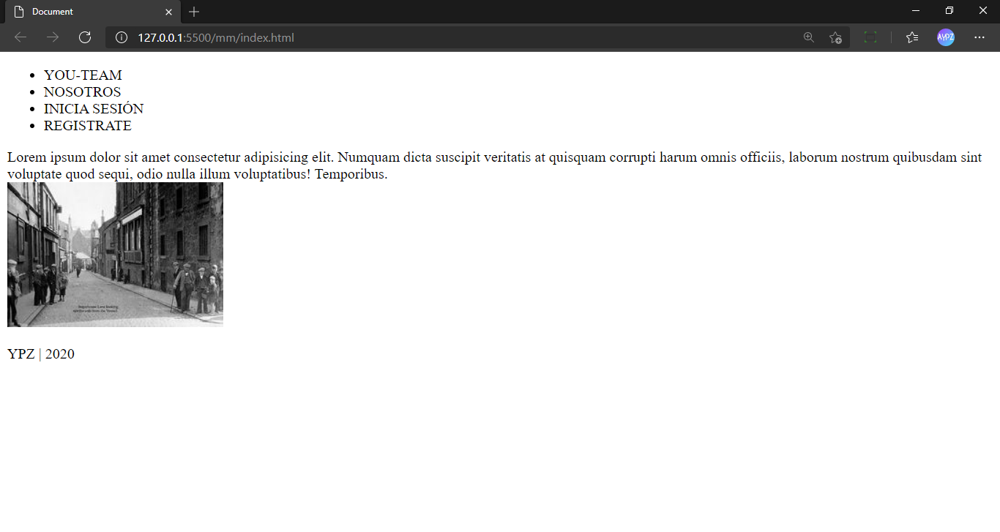 Document
127.0.0.1:5500/mm/index.html
AYPZ
YOU-TEAM
NOSOTROS
INICIA SESIÓN
REGISTRATE
Lorem ipsum dolor sit amet consectetur adipisicing elit. Numquam dicta suscipit veritatis at quisquam corrupti harum omnis officiis, laborum nostrum quibusdam sint
voluptate quod sequi, odio nulla illum voluptatibus! Temporibus.
YPZ | 2020